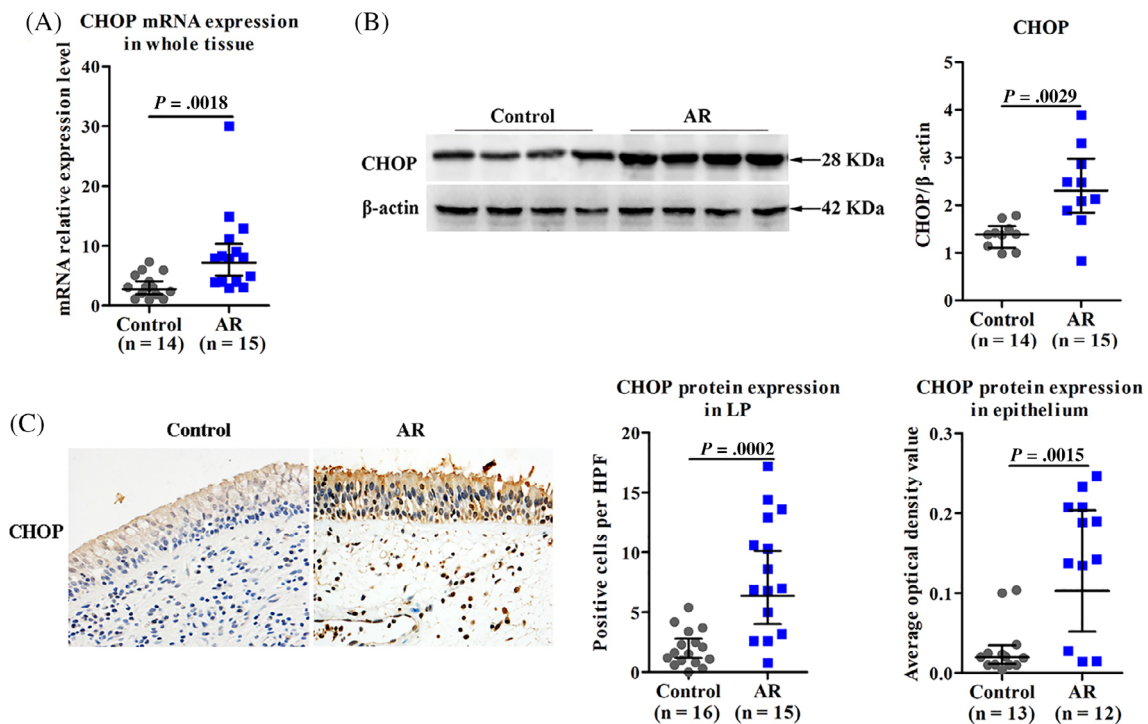 (A)
CHOP mRNA expression
in whole tissue
mRNA relative expression level
40
30
20
10
0
P = .0018
Control
(n = 14)
AR
(n = 15)
(B)
Control
AR
CHOP
28 KDa
β-actin
42 KDa
CHOP
CHOP/β -actin
5
4
3
2
1
0
P = .0029
Control
(n = 14)
AR
(n = 15)
(C)
Control
AR
CHOP
CHOP protein expression
in LP
Positive cells per HPF
20
15
10
5
0
P = .0002
Control
(n = 16)
AR
(n = 15)
CHOP protein expression
in epithelium
Average optical density value
0.3
0.2
0.1
0.0
P = .0015
Control
(n = 13)
AR
(n = 12)